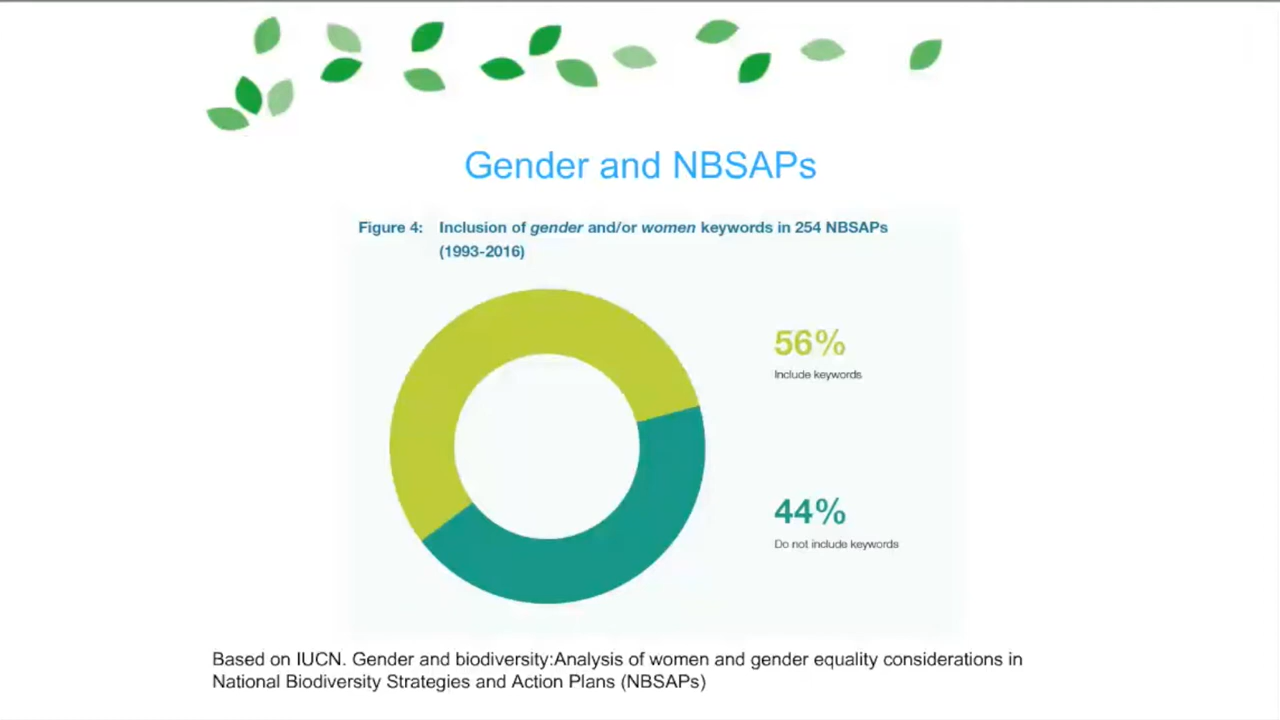 Gender and NBSAPs
Figure 4: Inclusion of gender and/or women keywords in 254 NBSAPs
(1993-2016)
56%
Include keywords
44%
Do not include keywords
Based on IUCN. Gender and biodiversity:Analysis of women and gender equality considerations in
National Biodiversity Strategies and Action Plans (NBSAPs)